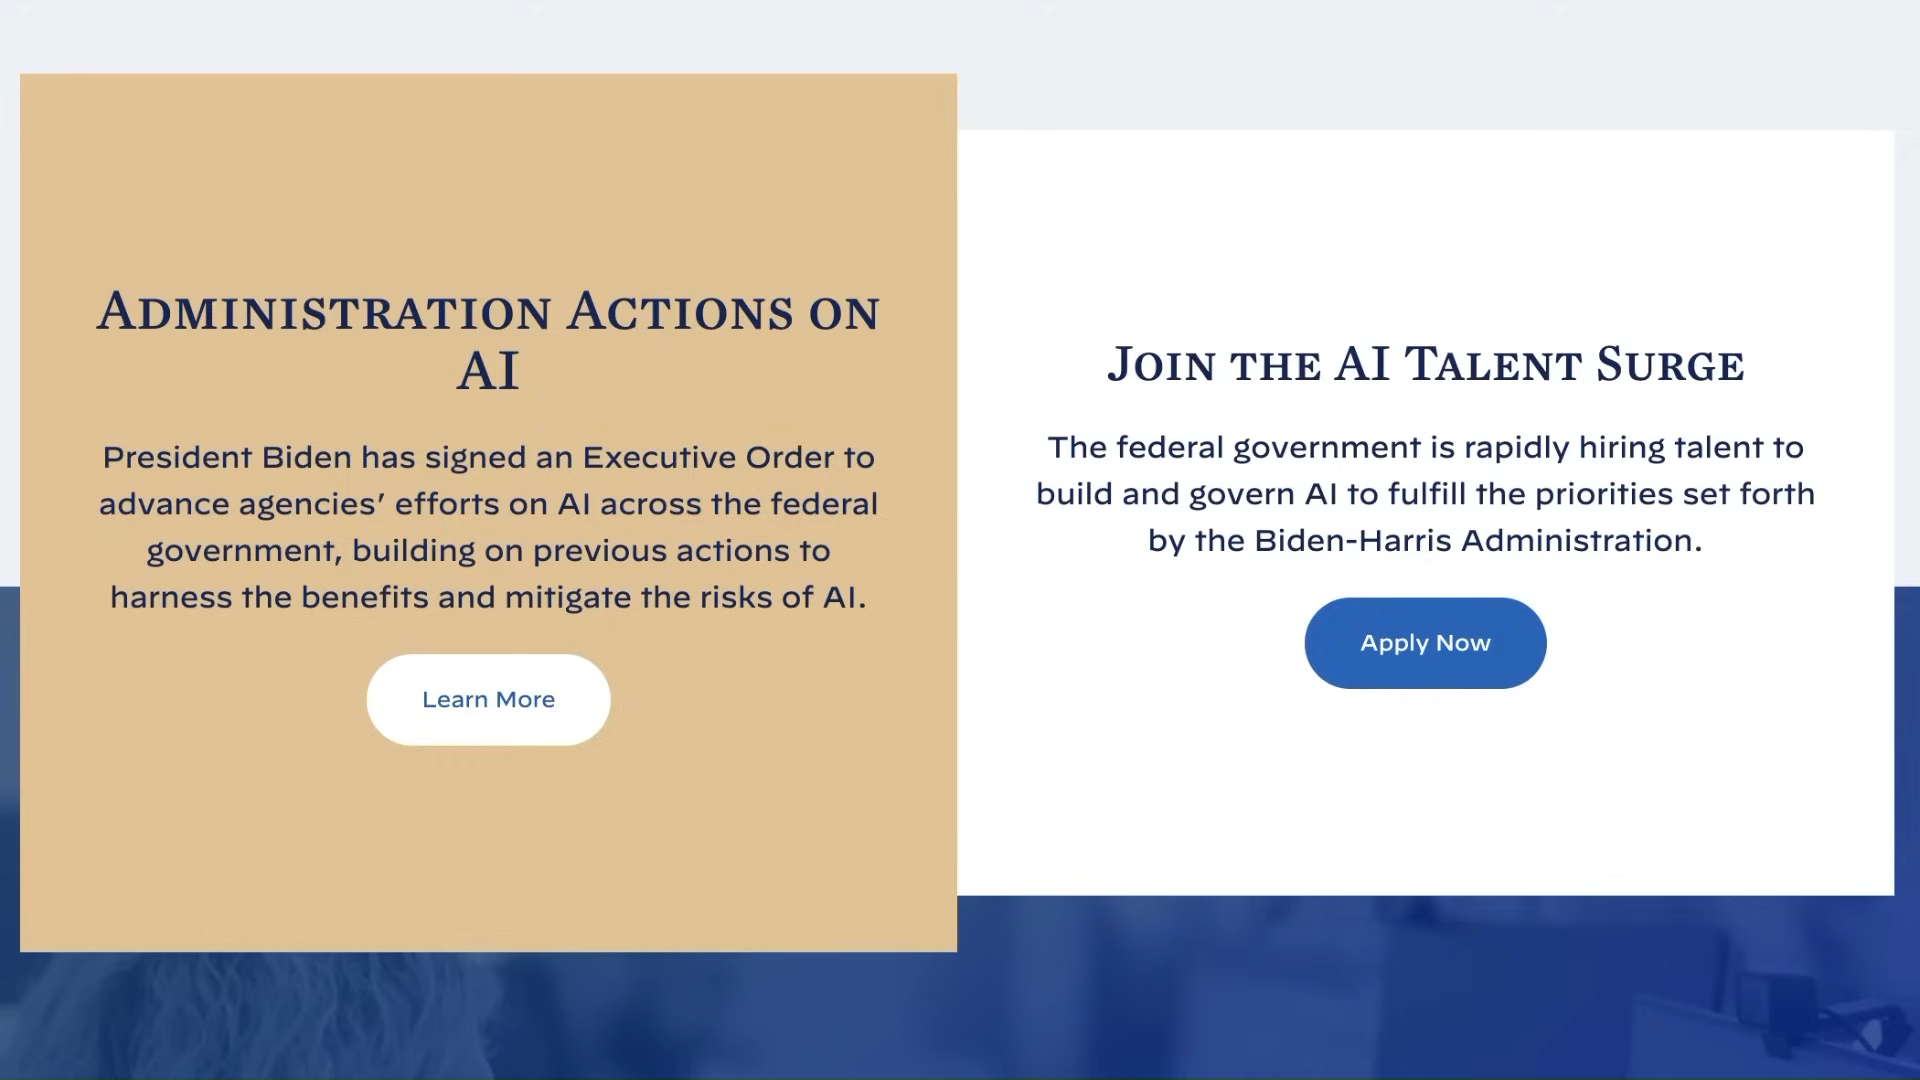 Administration Actions on
AI
President Biden has signed an Executive Order to
advance agencies’ efforts on AI across the federal
government, building on previous actions to
harness the benefits and mitigate the risks of AI.
Learn More
Join the AI Talent Surge
The federal government is rapidly hiring talent to
build and govern AI to fulfill the priorities set forth
by the Biden-Harris Administration.
Apply Now